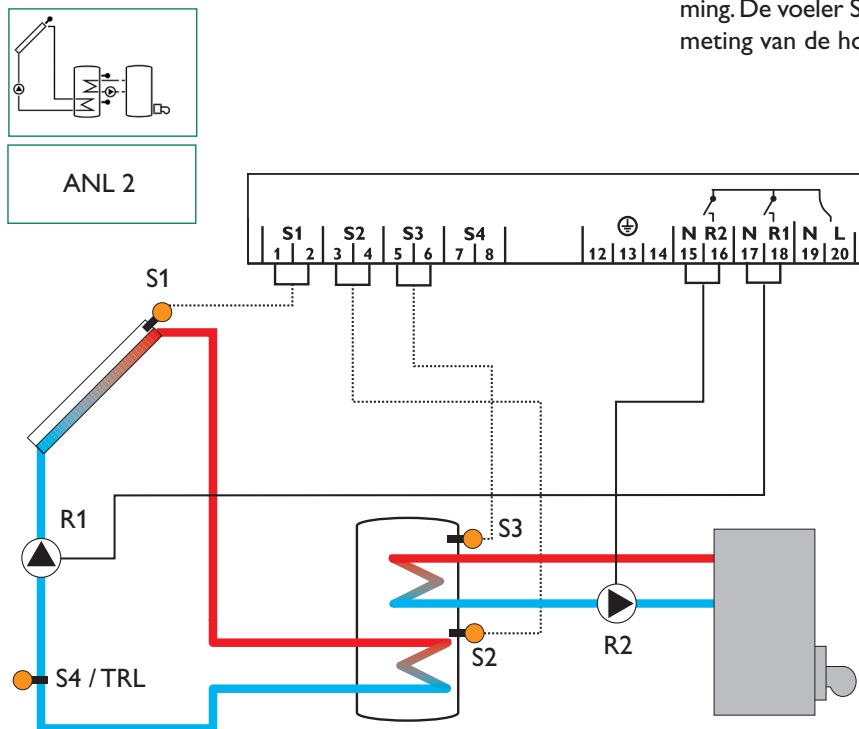 ming. De voeler S
meting van de ho
ANL 2
S1 S2 S3 S4 N R2 N R1 N L
1 2 3 4 5 6 7 8 12 13 14 15 16 17 18 19 20
S1
R1
S3
S2
R2
S4 / TRL